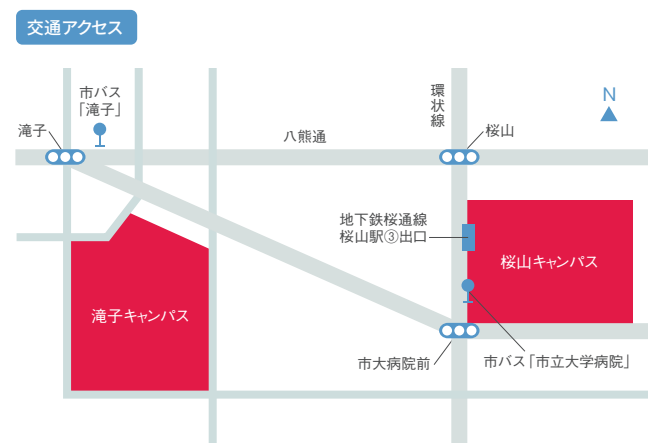 交通アクセス
市バス
「滝子」
環状線
N
滝子
八熊通
桜山
地下鉄桜通線
桜山駅③出口
桜山キャンパス
滝子キャンパス
市大病院前
市バス「市立大学病院」